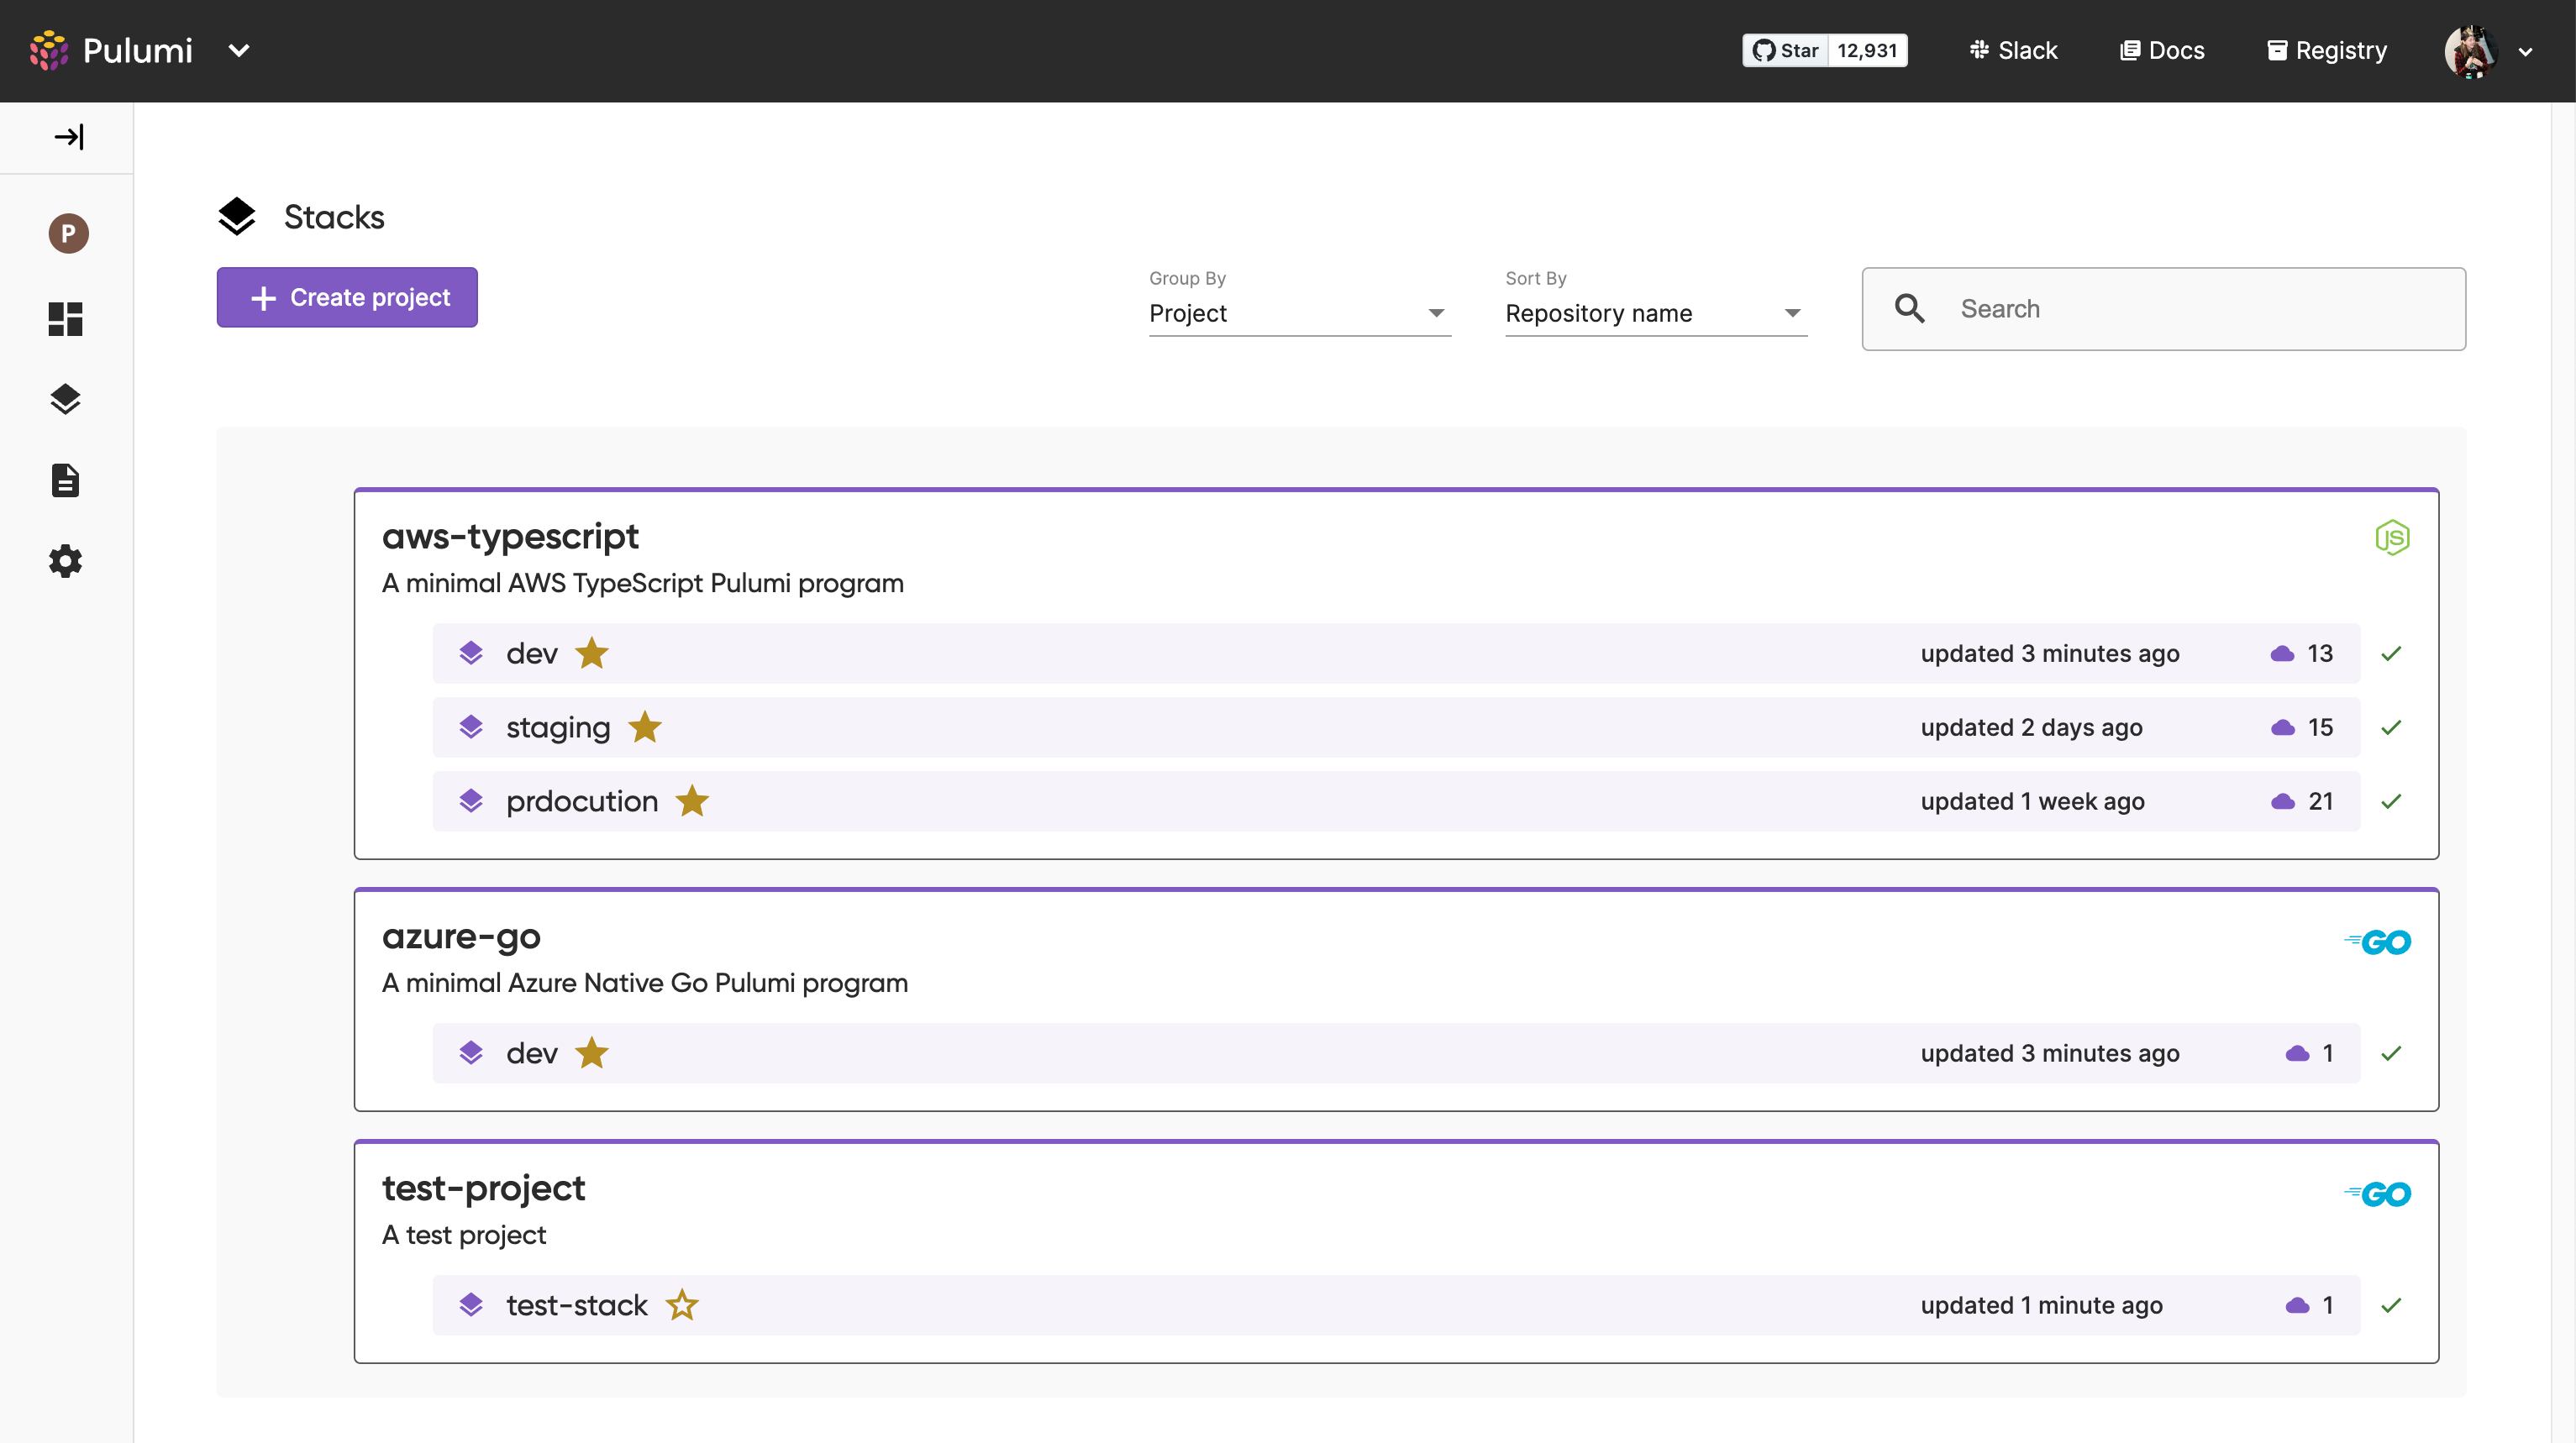 Pulumi
Star 12,931
Slack
Docs
Registry
P
Stacks
Create project
Group By
Project
Sort By
Repository name
Search
aws-typescript
JS
A minimal AWS TypeScript Pulumi program
dev updated 3 minutes ago 13
staging updated 2 days ago 15
prdocution updated 1 week ago 21
azure-go
GO
A minimal Azure Native Go Pulumi program
dev updated 3 minutes ago 1
test-project
GO
A test project
test-stack updated 1 minute ago 1